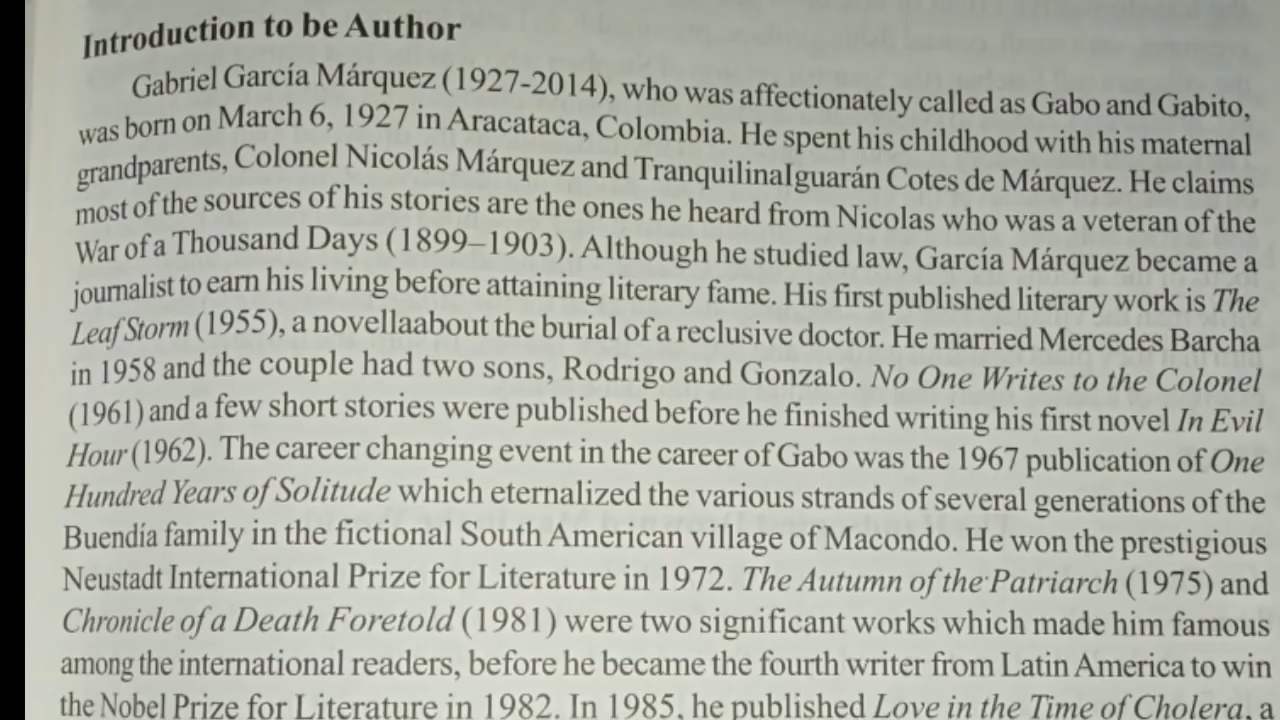 Introduction to be Author
Gabriel García Márquez (1927-2014), who was affectionately called as Gabo and Gabito,
was born on March 6, 1927 in Aracataca, Colombia. He spent his childhood with his maternal
grandparents, Colonel Nicolás Márquez and TranquilinaIguarán Cotes de Márquez. He claims
most of the sources of his stories are the ones he heard from Nicolas who was a veteran of the
War of a Thousand Days (1899–1903). Although he studied law, García Márquez became a
journalist to earn his living before attaining literary fame. His first published literary work is The
Leaf Storm (1955), a novellaabout the burial of a reclusive doctor. He married Mercedes Barcha
in 1958 and the couple had two sons, Rodrigo and Gonzalo. No One Writes to the Colonel
(1961) and a few short stories were published before he finished writing his first novel In Evil
Hour (1962). The career changing event in the career of Gabo was the 1967 publication of One
Hundred Years of Solitude which eternalized the various strands of several generations of the
Buendía family in the fictional South American village of Macondo. He won the prestigious
Neustadt International Prize for Literature in 1972. The Autumn of the Patriarch (1975) and
Chronicle of a Death Foretold (1981) were two significant works which made him famous
among the international readers, before he became the fourth writer from Latin America to win
the Nobel Prize for Literature in 1982. In 1985, he published Love in the Time of Cholera, a